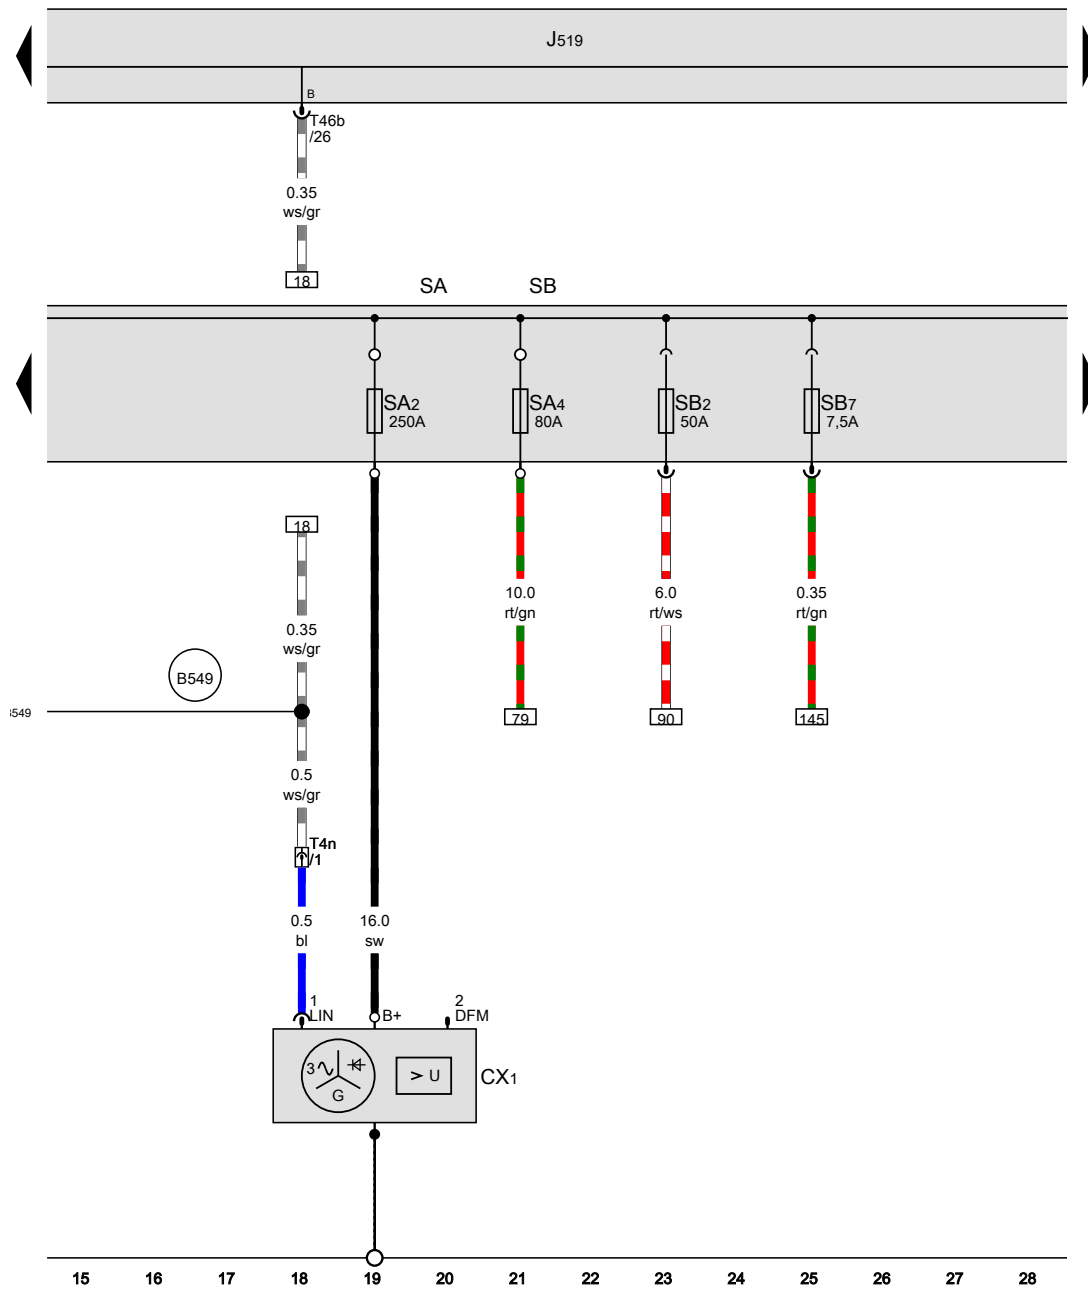 J519
B
T46b
/26
0.35
ws/gr
18
SA
SB
SA2
250A
SA4
80A
SB2
50A
SB7
7,5A
18
10.0
rt/gn
6.0
rt/ws
0.35
rt/gn
0.35
ws/gr
B549
79
90
145
0.5
ws/gr
T4n
/1
0.5
bl
16.0
sw
1
LIN
B+
2
DFM
3
G
> U
CX1
15 16 17 18 19 20 21 22 23 24 25 26 27 28